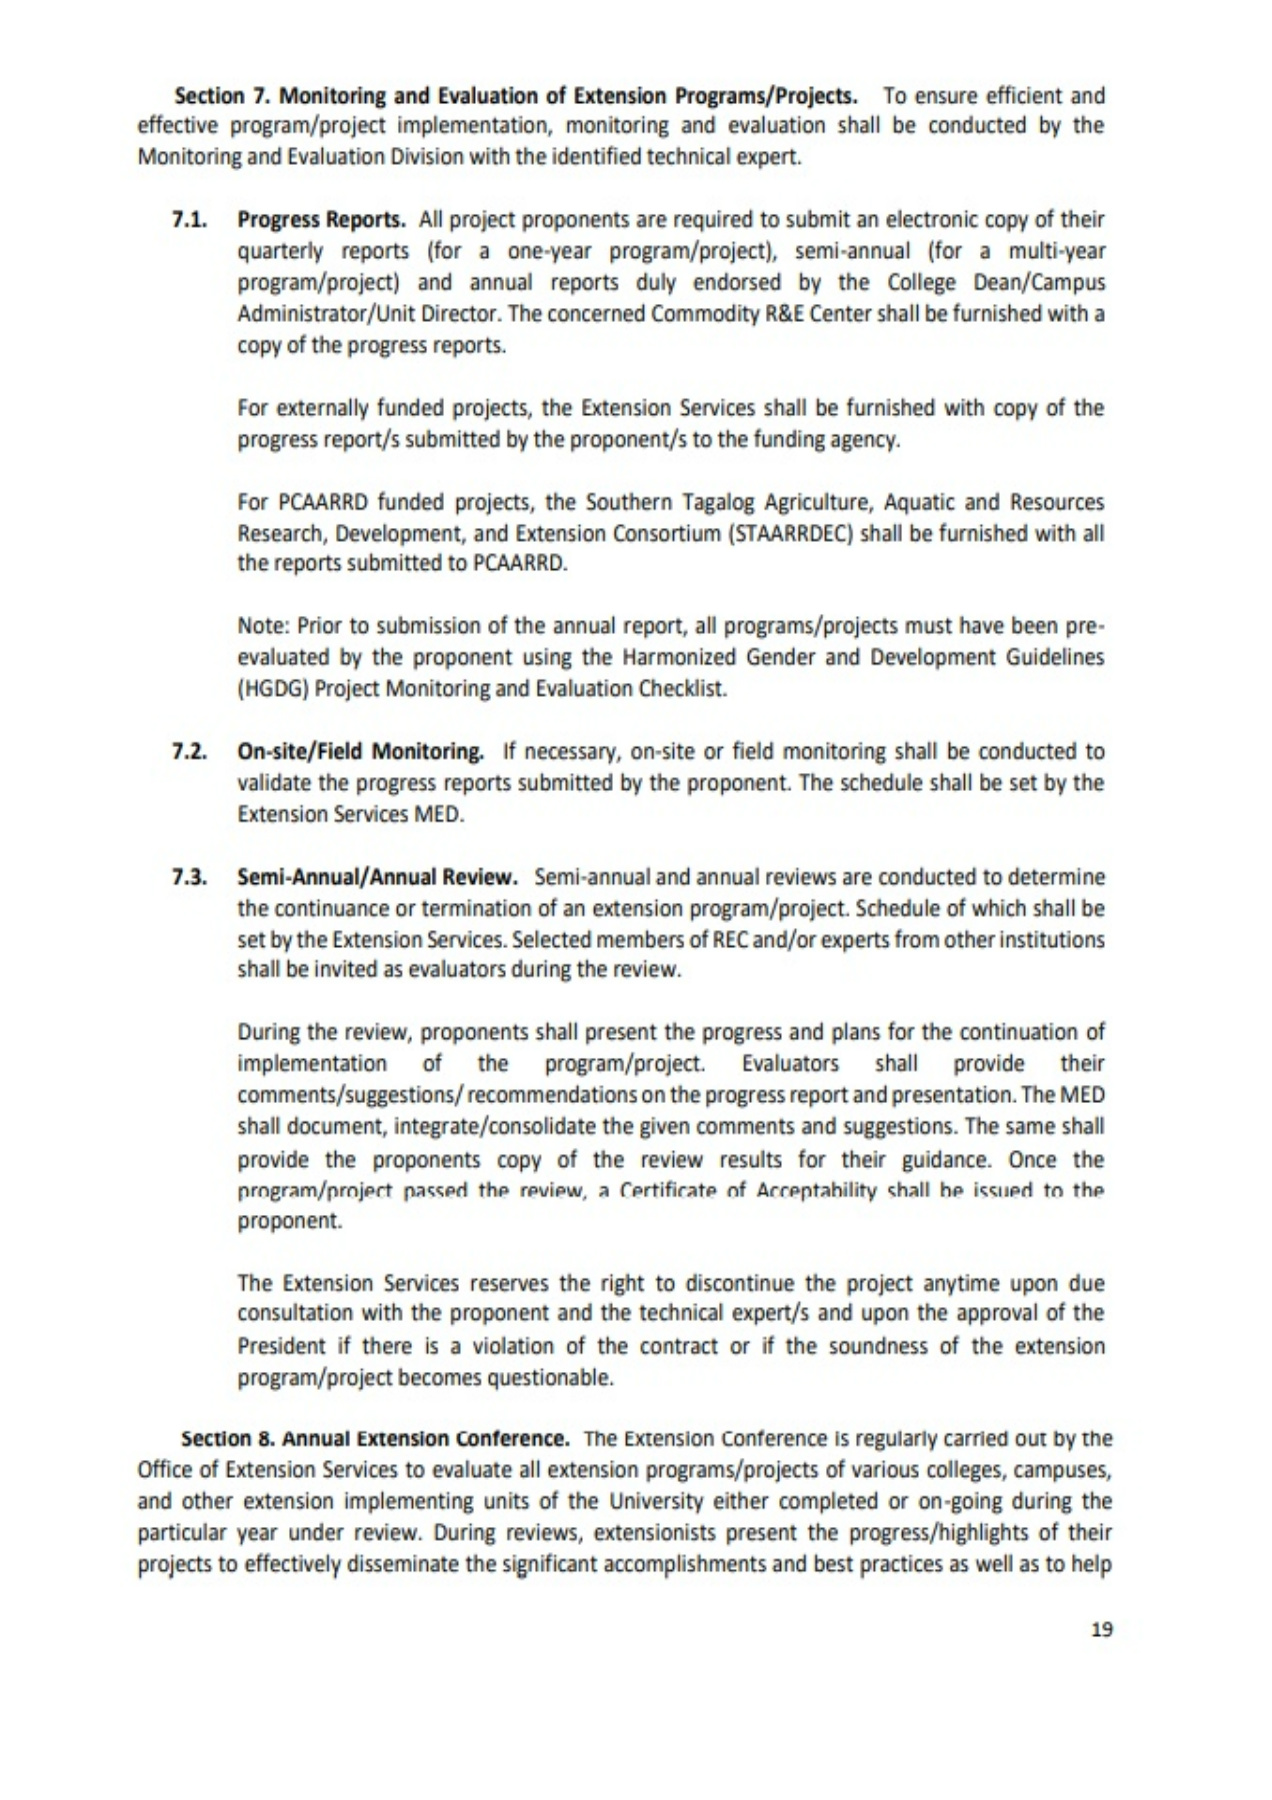 Section 7. Monitoring and Evaluation of Extension Programs/Projects. To ensure efficient and
effective program/project implementation, monitoring and evaluation shall be conducted by the
Monitoring and Evaluation Division with the identified technical expert.
7.1. Progress Reports. All project proponents are required to submit an electronic copy of their
quarterly reports (for a one-year program/project), semi-annual (for a multi-year
program/project) and annual reports duly endorsed by the College Dean/Campus
Administrator/Unit Director. The concerned Commodity R&E Center shall be furnished with a
copy of the progress reports.
For externally funded projects, the Extension Services shall be furnished with copy of the
progress report/s submitted by the proponent/s to the funding agency.
For PCAARRD funded projects, the Southern Tagalog Agriculture, Aquatic and Resources
Research, Development, and Extension Consortium (STAARRDEC) shall be furnished with all
the reports submitted to PCAARRD.
Note: Prior to submission of the annual report, all programs/projects must have been pre-
evaluated by the proponent using the Harmonized Gender and Development Guidelines
(HGDG) Project Monitoring and Evaluation Checklist.
7.2. On-site/Field Monitoring. If necessary, on-site or field monitoring shall be conducted to
validate the progress reports submitted by the proponent. The schedule shall be set by the
Extension Services MED.
7.3. Semi-Annual/Annual Review. Semi-annual and annual reviews are conducted to determine
the continuance or termination of an extension program/project. Schedule of which shall be
set by the Extension Services. Selected members of REC and/or experts from other institutions
shall be invited as evaluators during the review.
During the review, proponents shall present the progress and plans for the continuation of
implementation of the program/project. Evaluators shall provide their
comments/suggestions/ recommendations on the progress report and presentation. The MED
shall document, integrate/consolidate the given comments and suggestions. The same shall
provide the proponents copy of the review results for their guidance. Once the
program/project passed the review, a Certificate of Acceptability shall be issued to the
proponent.
The Extension Services reserves the right to discontinue the project anytime upon due
consultation with the proponent and the technical expert/s and upon the approval of the
President if there is a violation of the contract or if the soundness of the extension
program/project becomes questionable.
Section 8. Annual Extension Conference. The Extension Conference is regularly carried out by the
Office of Extension Services to evaluate all extension programs/projects of various colleges, campuses,
and other extension implementing units of the University either completed or on-going during the
particular year under review. During reviews, extensionists present the progress/highlights of their
projects to effectively disseminate the significant accomplishments and best practices as well as to help
19